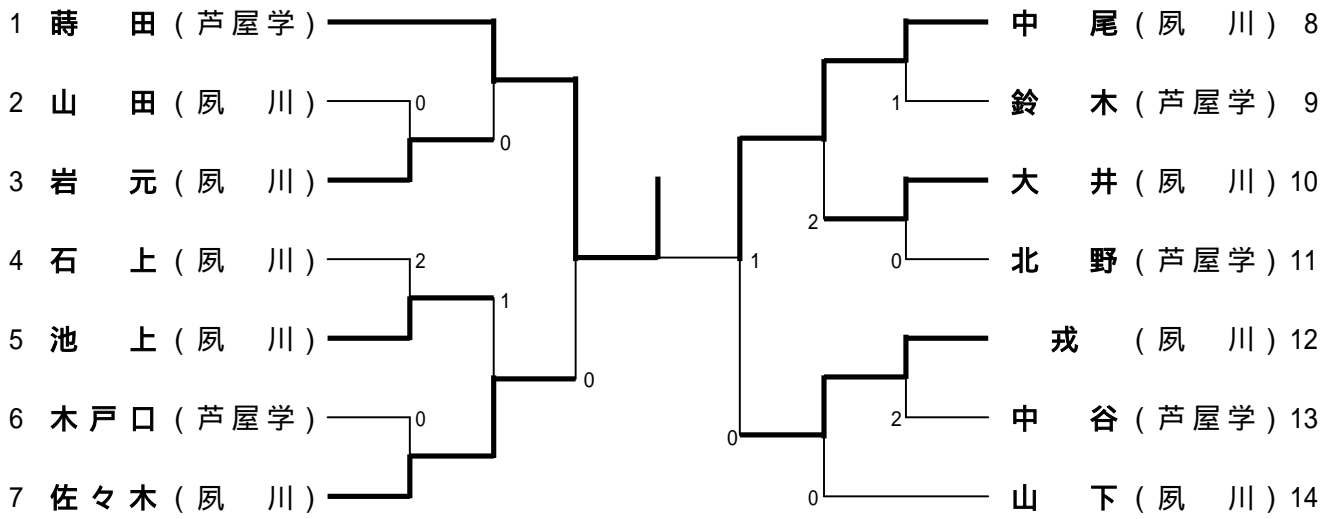 1 蒔 田 ( 芦屋学 )
2 山 田 ( 夙 川 ) 0
0
3 岩 元 ( 夙 川 )
4 石 上 ( 夙 川 ) 2
1
5 池 上 ( 夙 川 )
0
6 木戸口 ( 芦屋学 ) 0
7 佐々木 ( 夙 川 )
中 尾 ( 夙 川 ) 8
1 鈴 木 ( 芦屋学 ) 9
大 井 ( 夙 川 ) 10
2
0 北 野 ( 芦屋学 ) 11
1
戎 ( 夙 川 ) 12
2 中 谷 ( 芦屋学 ) 13
0
0 山 下 ( 夙 川 ) 14